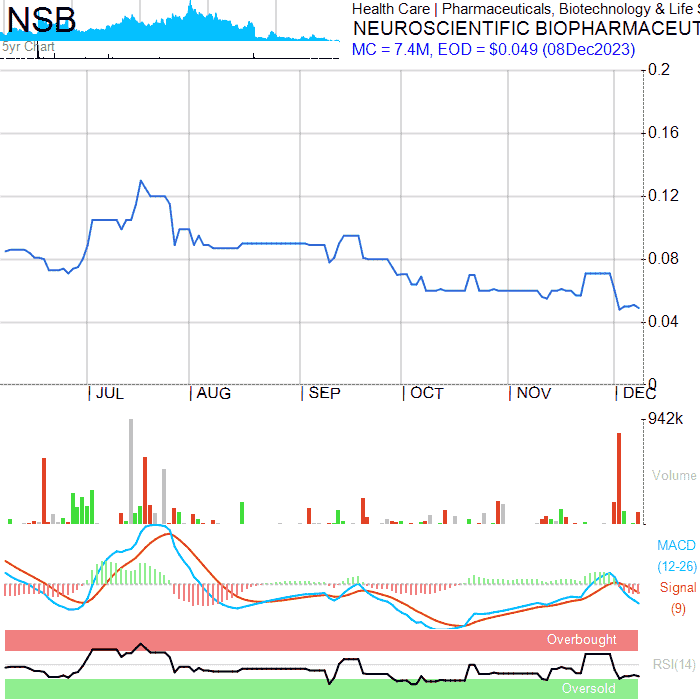 NSB
5yr Chart
Health Care | Pharmaceuticals, Biotechnology & Life S
NEUROSCIENTIFIC BIOPHARMACEUT
MC = 7.4M, EOD = $0.049 (08Dec2023)
0.2
0.16
0.12
0.08
0.04
0
JUL AUG SEP OCT NOV DEC
942k
Volume
MACD
(12-26)
Signal
(9)
Overbought
RSI(14)
Oversold